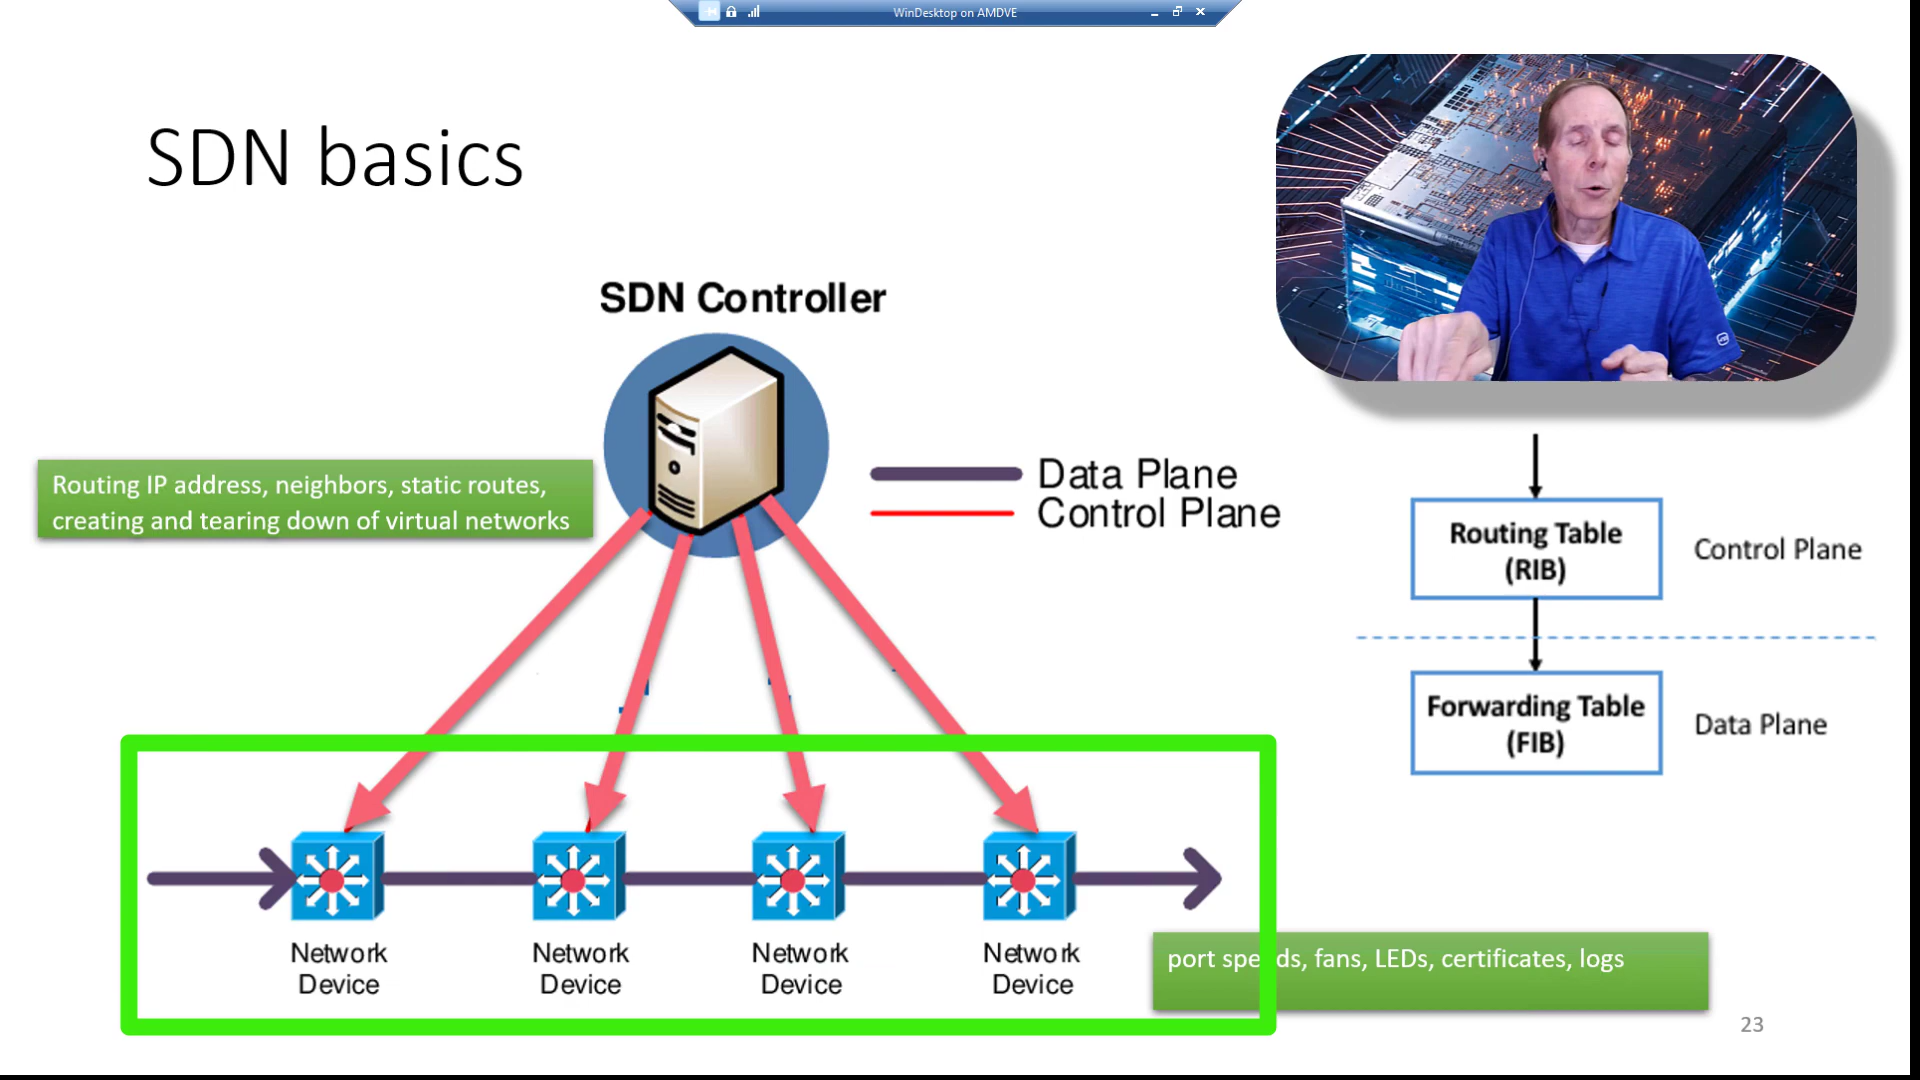 WinDesktop on AMDVE
SDN basics
SDN Controller
Routing IP address, neighbors, static routes,
creating and tearing down of virtual networks
Data Plane
Control Plane
Routing Table
(RIB)
Control Plane
Forwarding Table
(FIB)
Data Plane
Network
Device
Network
Device
Network
Device
Network
Device
port speeds, fans, LEDs, certificates, logs
23